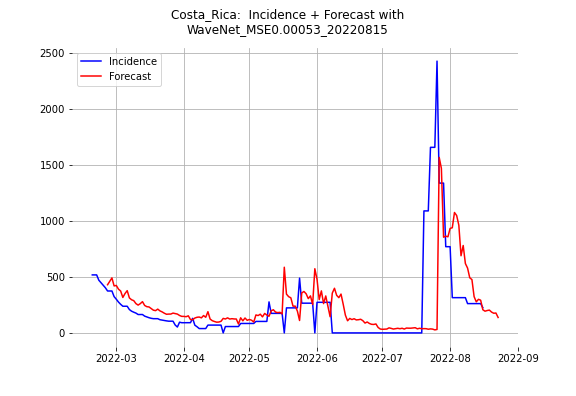 Costa_Rica:  Incidence + Forecast with
WaveNet_MSE0.00053_20220815
Incidence
Forecast
2500
2000
1500
1000
500
0
2022-03 2022-04 2022-05 2022-06 2022-07 2022-08 2022-09